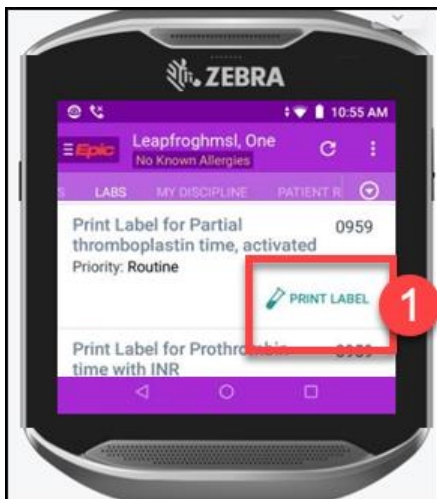 ZEBRA
10:55 AM
Epic
Leapfroghmsl, One
No Known Allergies
S LABS MY DISCIPLINE PATIENT R
Print Label for Partial 0959
thromboplastin time, activated
Priority: Routine
PRINT LABEL
1
Print Label for Prothrombin 0959
time with INR